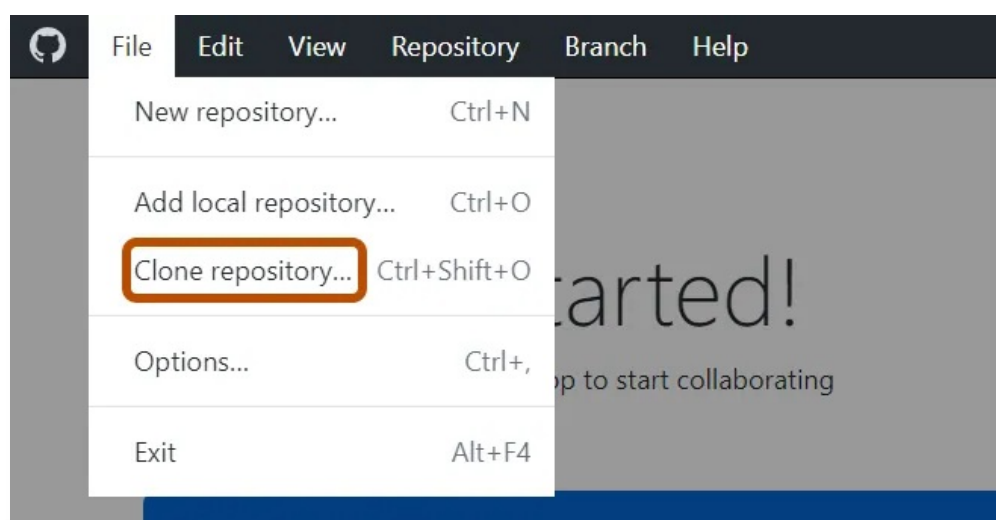 File Edit View Repository Branch Help
New repository... Ctrl+N
Add local repository... Ctrl+O
Clone repository... Ctrl+Shift+O
Options... Ctrl+,
Exit Alt+F4
arted!
to start collaborating